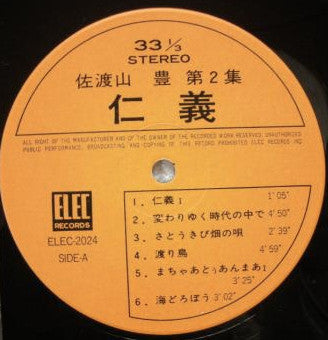 33 1/3
STEREO
佐渡山 豊 第2集
仁義
ALL RIGHT OF THE MANUFACTURER AND OF THE OWNER OF THE RECORDED WORK RESERVED. UNAUTHORIZED
PUBLIC PERFORMANCE, BROADCASTING AND COPYING OF THIS RECORD PROHIBITED ELEC RECORDS INC
ELEC
RECORDS
ELEC-2024
SIDE-A
1. 仁義I 1'05"
2. 変わりゆく時代の中で 4'50"
3. さとうきび畑の唄 2'39"
4. 渡り鳥 4'59"
5. まちゃあとぅあんまあI
3'25"
6. 海どろぼう 3'02"